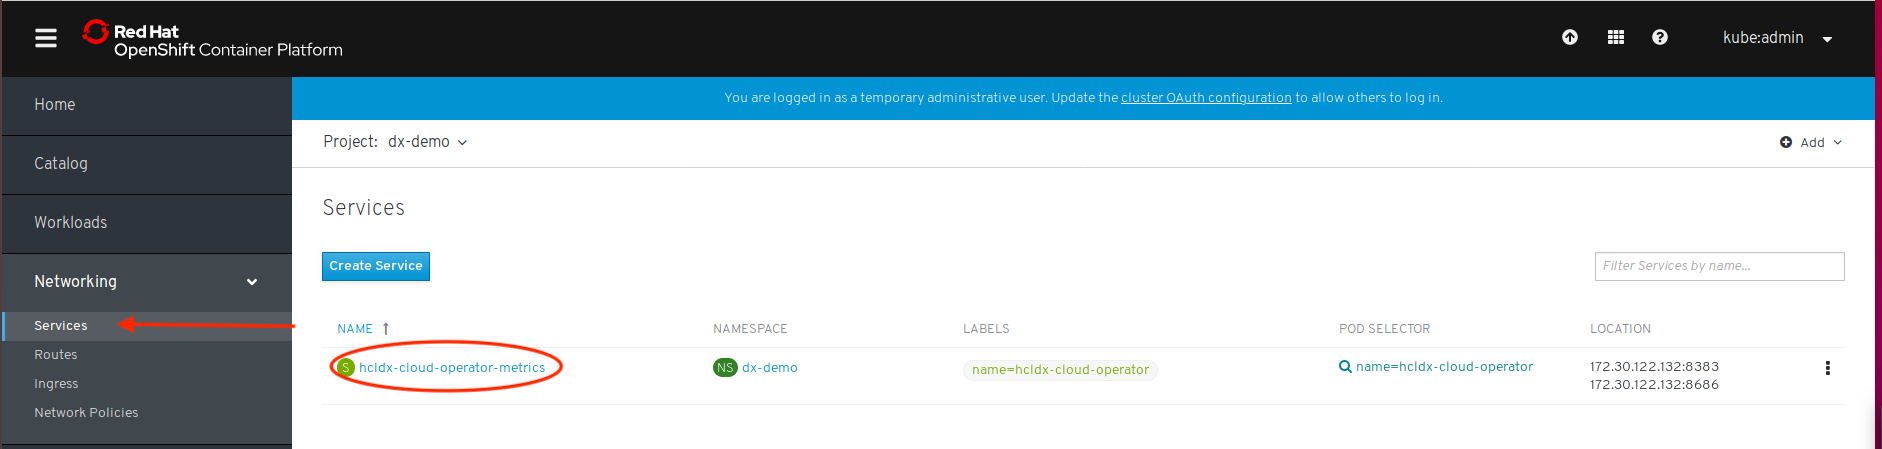 Red Hat
OpenShift Container Platform
kube:admin
Home
Catalog
Workloads
Networking
Services
Routes
Ingress
Network Policies
You are logged in as a temporary administrative user. Update the cluster OAuth configuration to allow others to log in.
Project: dx-demo
Add
Services
Create Service
Filter Services by name...
NAME NAMESPACE LABELS POD SELECTOR LOCATION
S hcldx-cloud-operator-metrics NS dx-demo name=hcldx-cloud-operator name=hcldx-cloud-operator 172.30.122.132:8383
172.30.122.132:8686